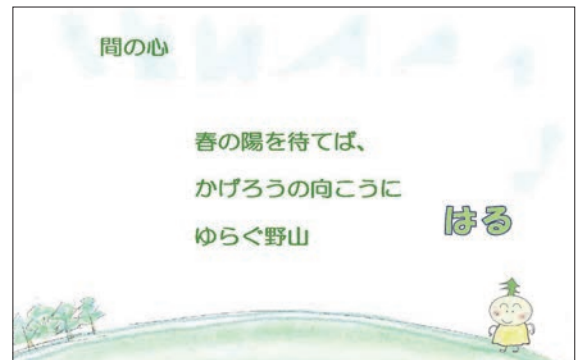 間の心
春の陽を待てば、
かげろうの向こうに
ゆらぐ野山
はる